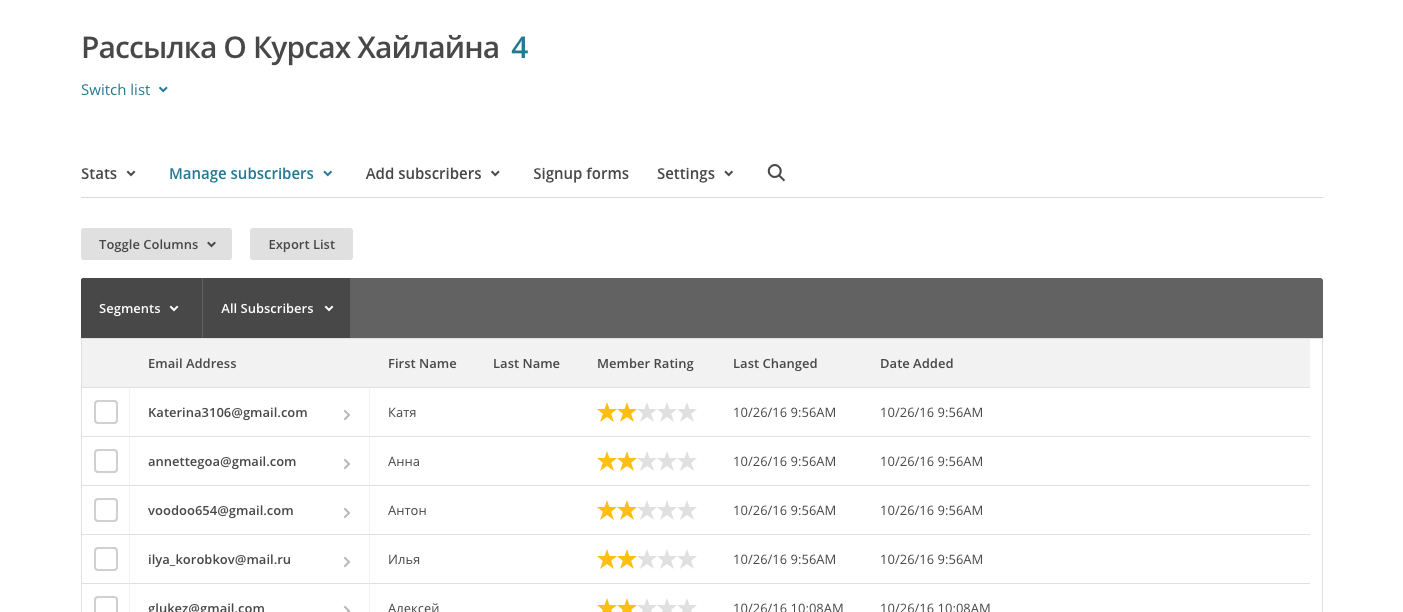 Рассылка О Курсах Хайлайна 4
Switch list
Stats Manage subscribers Add subscribers Signup forms Settings
Toggle Columns Export List
Segments All Subscribers
Email Address First Name Last Name Member Rating Last Changed Date Added
Katerina3106@gmail.com Катя 10/26/16 9:56AM 10/26/16 9:56AM
annettegoa@gmail.com Анна 10/26/16 9:56AM 10/26/16 9:56AM
voodoo654@gmail.com Антон 10/26/16 9:56AM 10/26/16 9:56AM
ilya_korobkov@mail.ru Илья 10/26/16 9:56AM 10/26/16 9:56AM
glukez@gmail.com Алексей 10/26/16 10:08AM 10/26/16 10:08AM